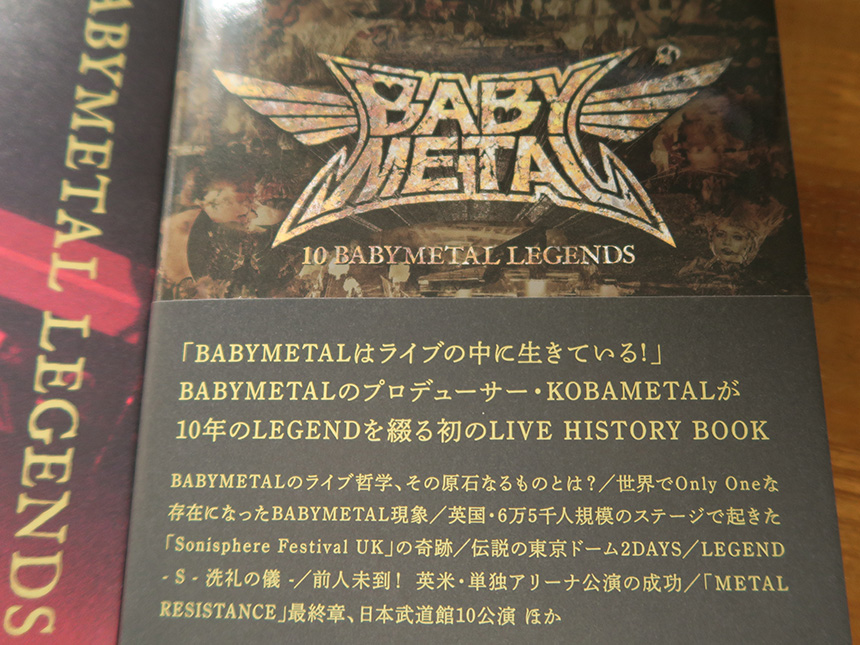 BABYMETAL LEGENDS
BABY
METAL
10 BABYMETAL LEGENDS
「BABYMETALはライブの中に生きている!」
BABYMETALのプロデューサー・KOBAMETALが
10年のLEGENDを綴る初のLIVE HISTORY BOOK
BABYMETALのライブ哲学、その原石なるものとは?／世界でOnly Oneな
存在になったBABYMETAL現象／英国・6万5千人規模のステージで起きた
「Sonisphere Festival UK」の奇跡／伝説の東京ドーム2DAYS／LEGEND
- S - 洗礼の儀 -／前人未到! 英米・単独アリーナ公演の成功／「METAL
RESISTANCE」最終章、日本武道館10公演 ほか